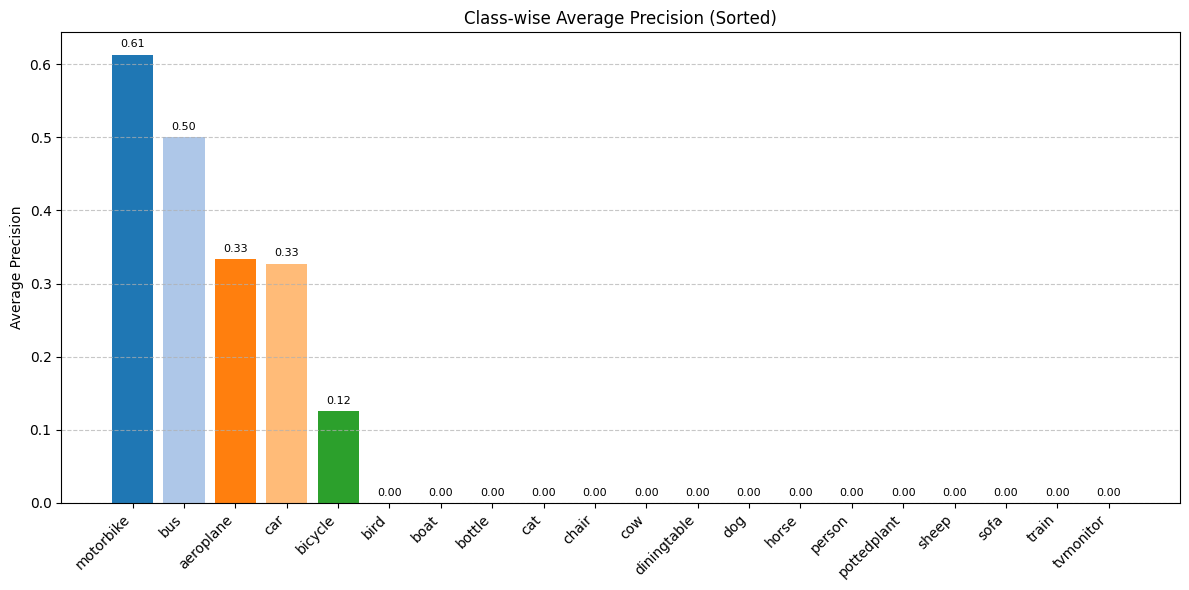 Class-wise Average Precision (Sorted)
Average Precision
0.6
0.5
0.4
0.3
0.2
0.1
0.0
0.61
0.50
0.33
0.33
0.12
0.00 0.00 0.00 0.00 0.00 0.00 0.00 0.00 0.00 0.00 0.00 0.00 0.00 0.00 0.00
motorbike
bus
aeroplane
car
bicycle
bird
boat
bottle
cat
chair
cow
diningtable
dog
horse
person
pottedplant
sheep
sofa
train
tvmonitor